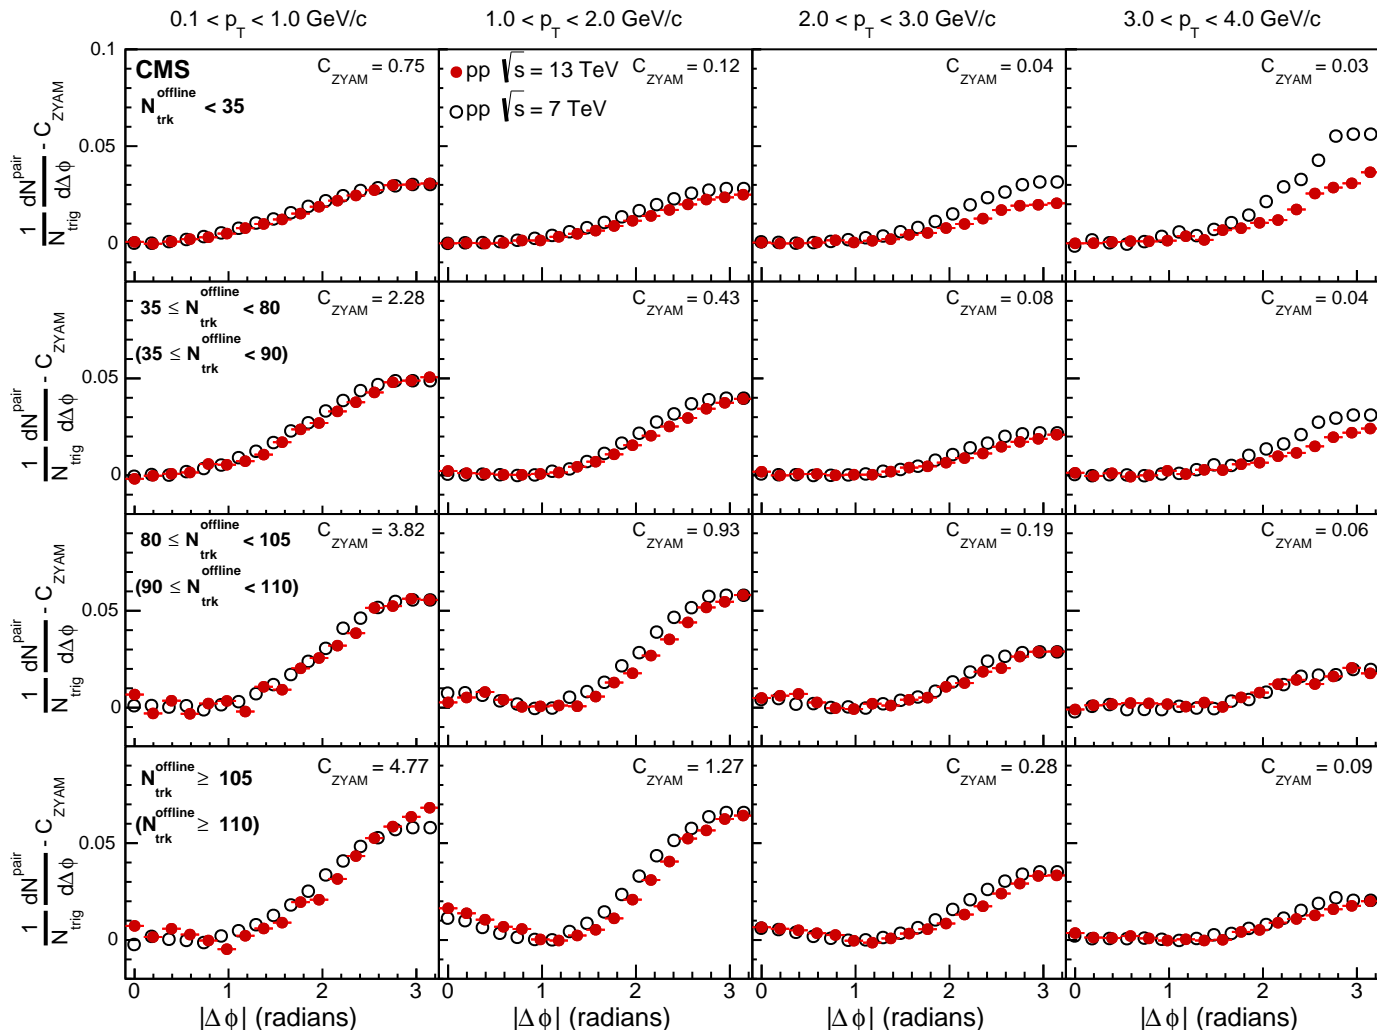 0.1 < p_T < 1.0 GeV/c 1.0 < p_T < 2.0 GeV/c 2.0 < p_T < 3.0 GeV/c 3.0 < p_T < 4.0 GeV/c
0.1
CMS C_ZYAM = 0.75
N_trk^offline < 35
pp √s = 13 TeV C_ZYAM = 0.12
pp √s = 7 TeV
C_ZYAM = 0.04
C_ZYAM = 0.03
0.05
0
1/N_trig dN^pair/dΔϕ - C_ZYAM
35 ≤ N_trk^offline < 80 C_ZYAM = 2.28
(35 ≤ N_trk^offline < 90)
C_ZYAM = 0.43
C_ZYAM = 0.08
C_ZYAM = 0.04
0.05
0
1/N_trig dN^pair/dΔϕ - C_ZYAM
80 ≤ N_trk^offline < 105 C_ZYAM = 3.82
(90 ≤ N_trk^offline < 110)
C_ZYAM = 0.93
C_ZYAM = 0.19
C_ZYAM = 0.06
0.05
0
1/N_trig dN^pair/dΔϕ - C_ZYAM
N_trk^offline ≥ 105 C_ZYAM = 4.77
(N_trk^offline ≥ 110)
C_ZYAM = 1.27
C_ZYAM = 0.28
C_ZYAM = 0.09
0.05
0
1/N_trig dN^pair/dΔϕ - C_ZYAM
0 1 2 3 0 1 2 3 0 1 2 3 0 1 2 3
|Δϕ| (radians) |Δϕ| (radians) |Δϕ| (radians) |Δϕ| (radians)